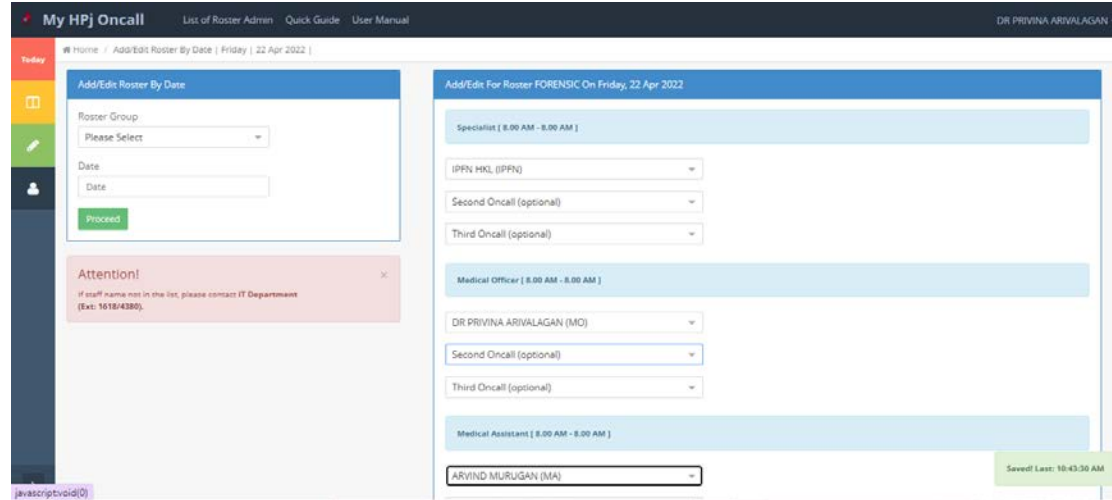 My HPj Oncall
List of Roster Admin
Quick Guide
User Manual
DR PRIVINA ARIVALAGAN
Today
Home / Add/Edit Roster By Date | Friday | 22 Apr 2022 |
Add/Edit Roster By Date
Roster Group
Please Select
Date
Date
Proceed
Attention!
×
If staff name not in the list, please contact IT Department
(Ext: 1618/4380).
Add/Edit For Roster FORENSIC On Friday, 22 Apr 2022
Specialist [ 8.00 AM - 8.00 AM ]
IPFN HKL (IPFN)
Second Oncall (optional)
Third Oncall (optional)
Medical Officer [ 8.00 AM - 8.00 AM ]
DR PRIVINA ARIVALAGAN (MO)
Second Oncall (optional)
Third Oncall (optional)
Medical Assistant [ 8.00 AM - 8.00 AM ]
ARVIND MURUGAN (MA)
Saved! Last: 10:43:30 AM
javascript:void(0)